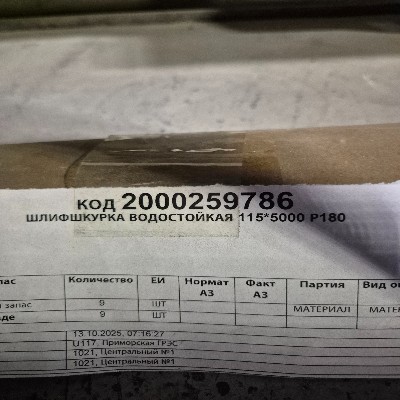 КОД 2000259786
ШЛИФШКУРКА ВОДОСТОЙКАЯ 115*5000 P180
пас Количество ЕИ Нормат АЗ Факт АЗ Партия Вид о
запас 9 ШТ МАТЕРИАЛ МАТЕ
де 9 ШТ
13.10.2025, 07:16:27
U117, Приморская ГРЭС
1021, Центральный №1
1021, Центральный №1